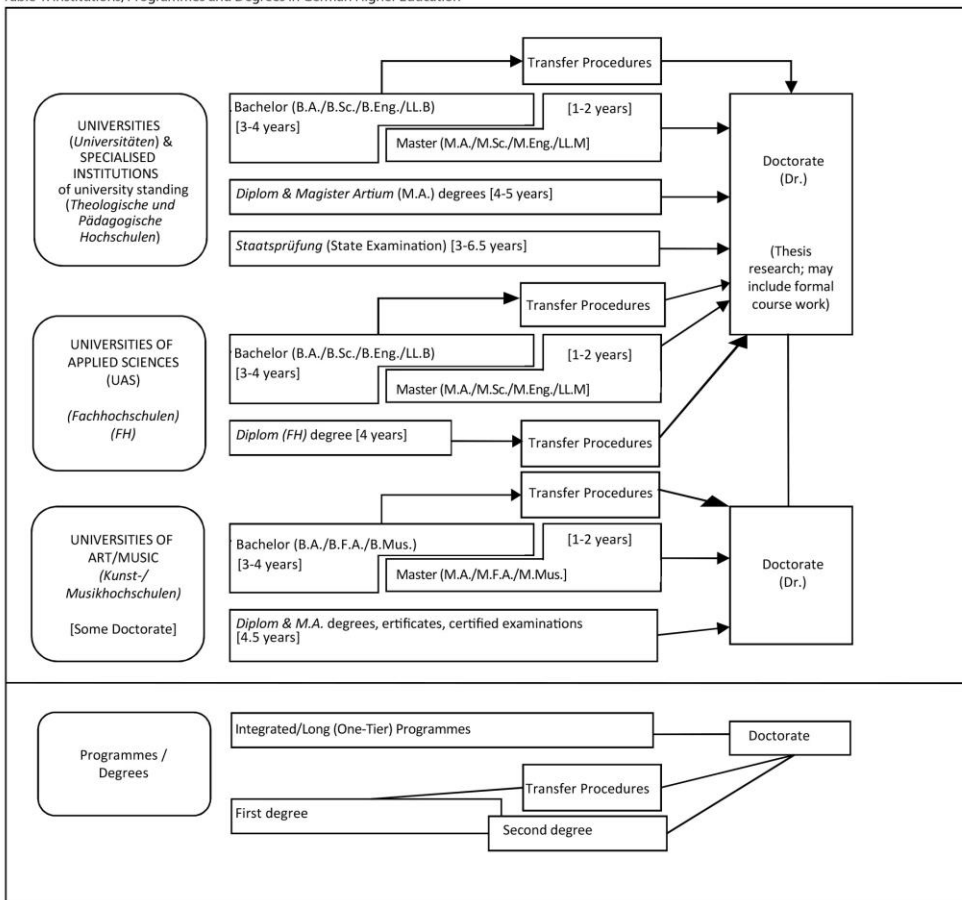 Transfer Procedures
UNIVERSITIES
(Universitäten) &
SPECIALISED
INSTITUTIONS
of university standing
(Theologische und
Pädagogische
Hochschulen)
Bachelor (B.A./B.Sc./B.Eng./LL.B)
[3-4 years]
[1-2 years]
Master (M.A./M.Sc./M.Eng./LL.M]
Diplom & Magister Artium (M.A.) degrees [4-5 years]
Staatsprüfung (State Examination) [3-6.5 years]
Doctorate
(Dr.)
(Thesis
research; may
include formal
course work)
Transfer Procedures
UNIVERSITIES OF
APPLIED SCIENCES
(UAS)
(Fachhochschulen)
(FH)
Bachelor (B.A./B.Sc./B.Eng./LL.B)
[3-4 years]
[1-2 years]
Master (M.A./M.Sc./M.Eng./LL.M]
Diplom (FH) degree [4 years]
Transfer Procedures
Transfer Procedures
UNIVERSITIES OF
ART/MUSIC
(Kunst-/
Musikhochschulen)
[Some Doctorate]
Bachelor (B.A./B.F.A./B.Mus.)
[3-4 years]
[1-2 years]
Master (M.A./M.F.A./M.Mus.]
Diplom & M.A. degrees, ertificates, certified examinations
[4.5 years]
Doctorate
(Dr.)
Programmes /
Degrees
Integrated/Long (One-Tier) Programmes
Doctorate
Transfer Procedures
First degree
Second degree